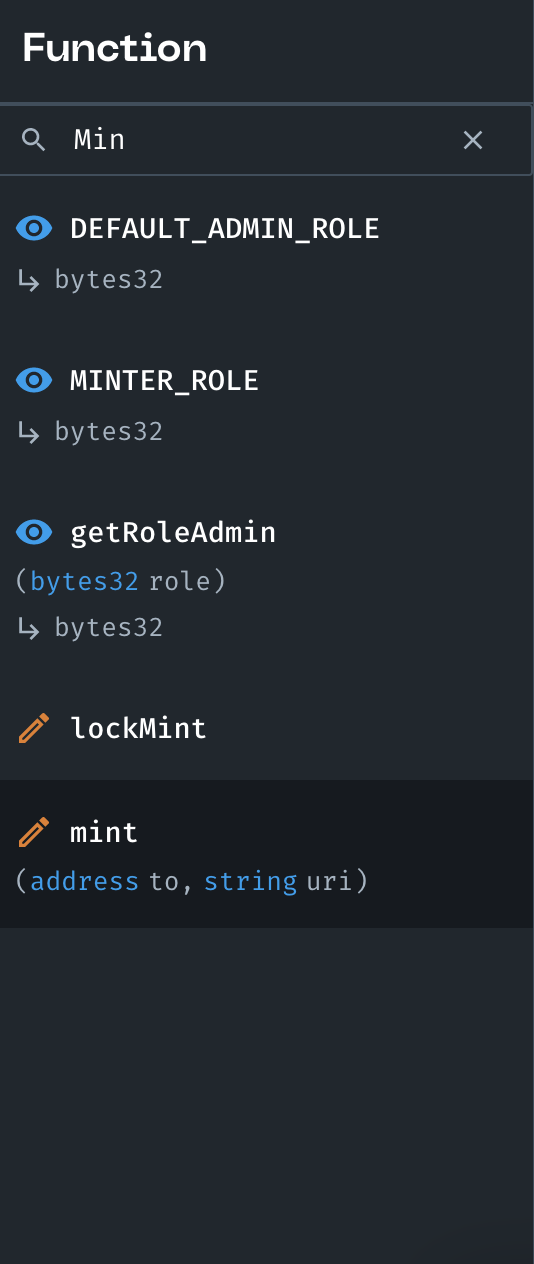 Function
Min
DEFAULT_ADMIN_ROLE
bytes32
MINTER_ROLE
bytes32
getRoleAdmin
(bytes32 role)
bytes32
lockMint
mint
(address to, string uri)